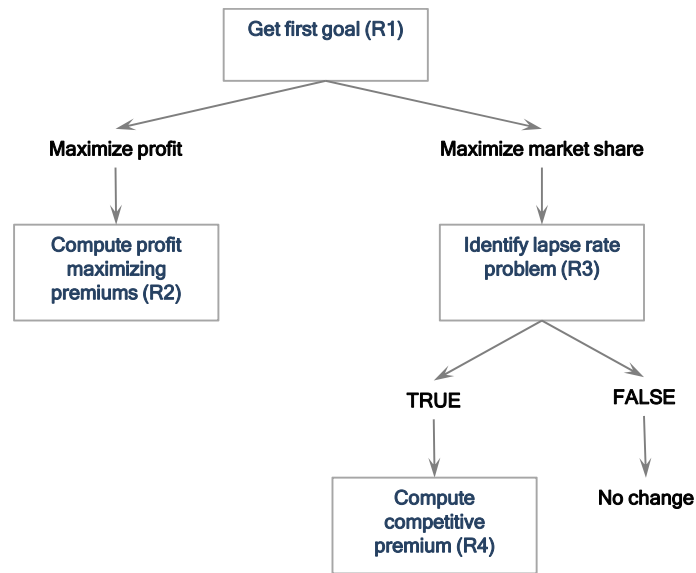 Get first goal (R1)
Maximize profit
Maximize market share
Compute profit
maximizing
premiums (R2)
Identify lapse rate
problem (R3)
TRUE
FALSE
Compute
competitive
premium (R4)
No change